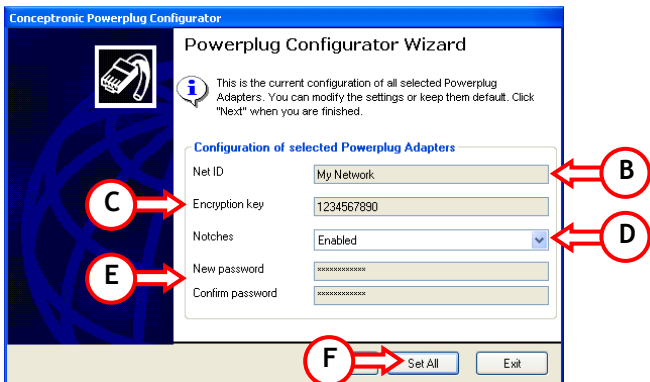 Conceptronic Powerplug Configurator
Powerplug Configurator Wizard
This is the current configuration of all selected Powerplug
Adapters. You can modify the settings or keep them default. Click
"Next" when you are finished.
Configuration of selected Powerplug Adapters
Net ID
My Network
B
C
Encryption key
1234567890
Notches
Enabled
D
E
New password
xxxxxxxxxxxx
Confirm password
xxxxxxxxxxxx
F
Set All
Exit